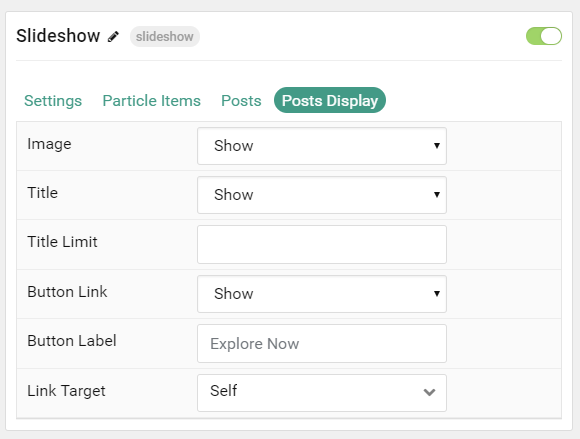 Slideshow slideshow
Settings Particle Items Posts Posts Display
Image Show
Title Show
Title Limit
Button Link Show
Button Label Explore Now
Link Target Self